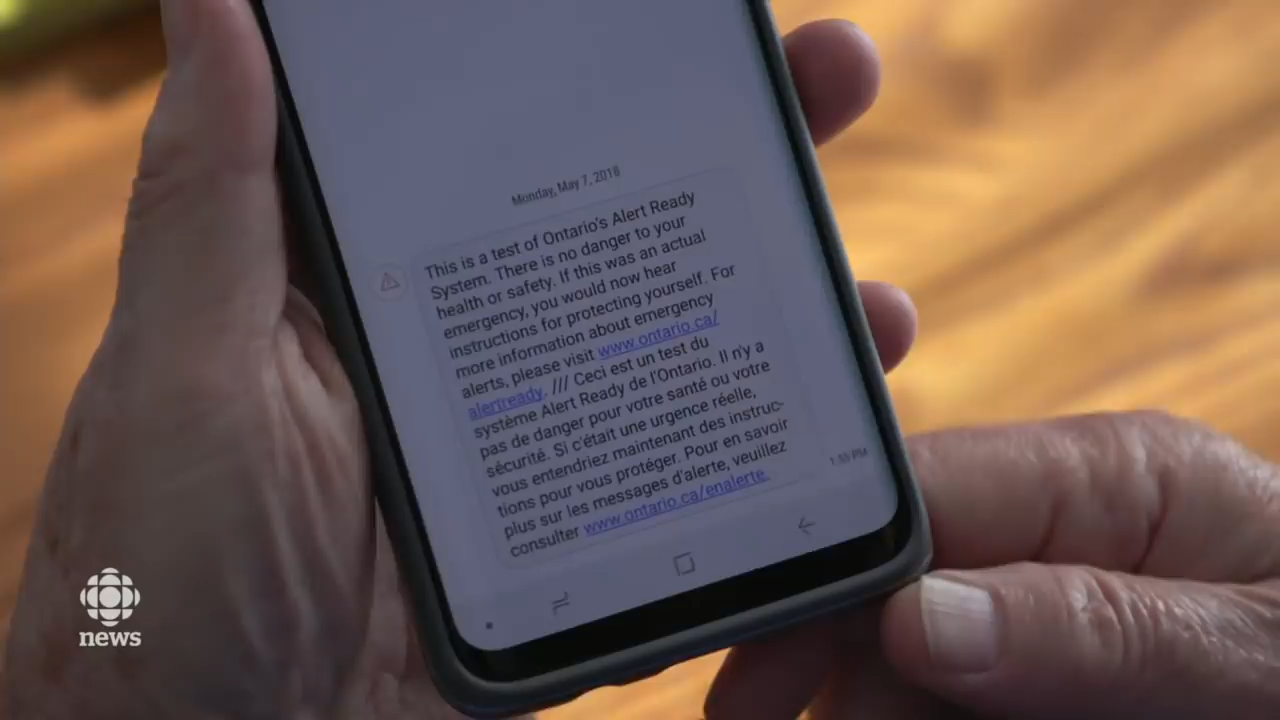 Monday, May 7, 2018
This is a test of Ontario's Alert Ready
System. There is no danger to your
health or safety. If this was an actual
emergency, you would now hear
instructions for protecting yourself. For
more information about emergency
alerts, please visit www.ontario.ca/
alertready. /// Ceci est un test du
système Alert Ready de l'Ontario. Il n'y a
pas de danger pour votre santé ou votre
sécurité. Si c'était une urgence réelle,
vous entendriez maintenant des instruc-
tions pour vous protéger. Pour en savoir
plus sur les messages d'alerte, veuillez
consulter www.ontario.ca/enalerte.
1:55 PM
news